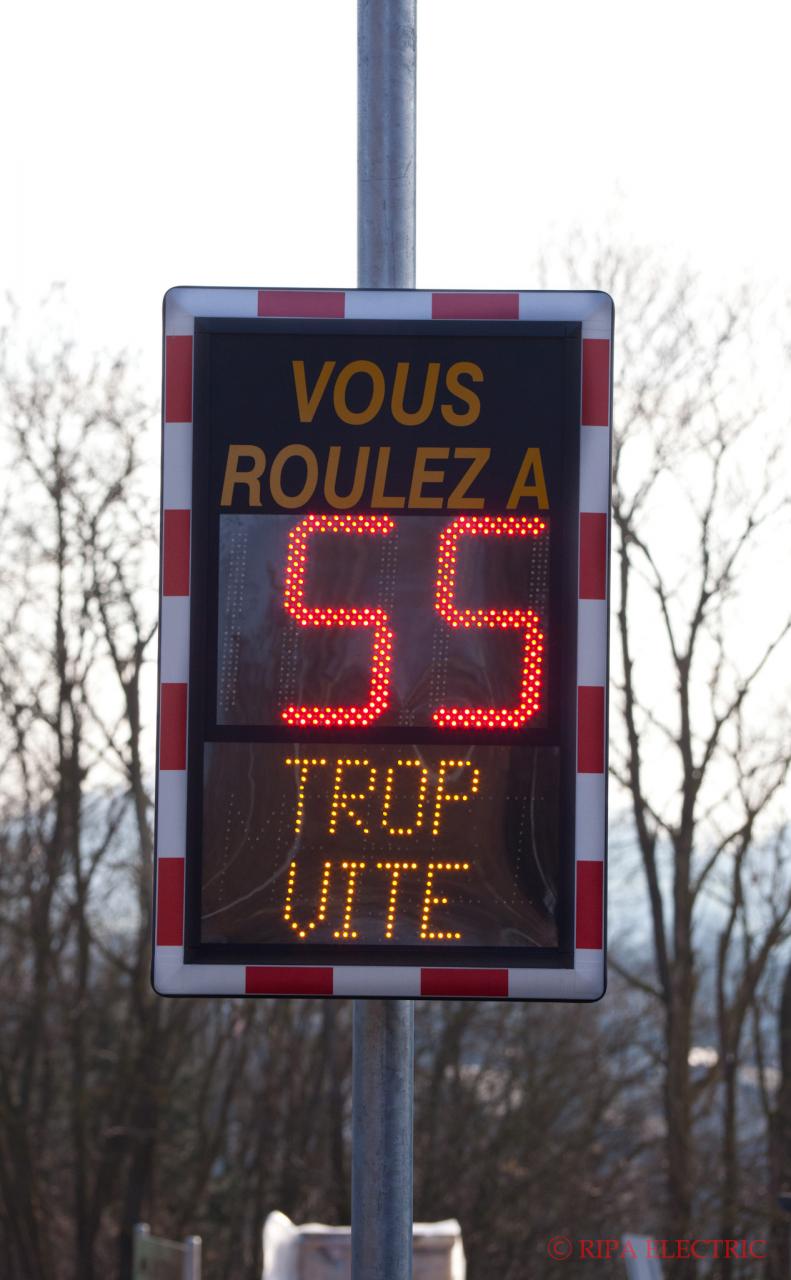 VOUS
ROULEZ A
55
TROP
VITE
© RIPA ELECTRIC